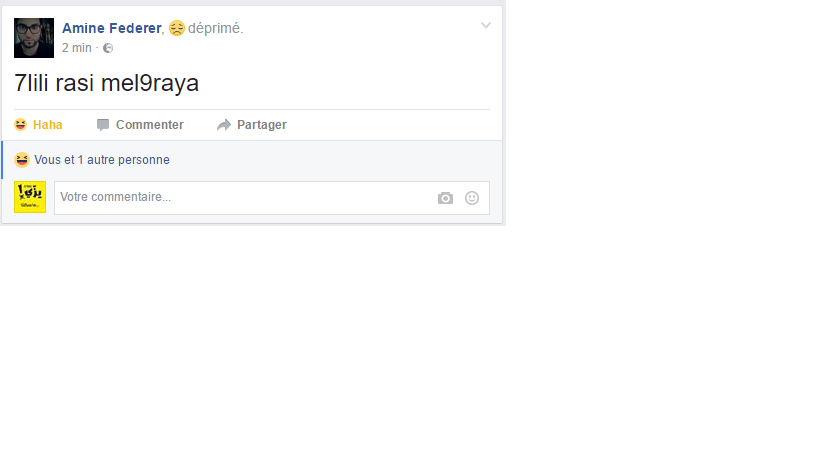 Amine Federer, déprimé.
2 min ·
7lili rasi mel9raya
Haha Commenter Partager
Vous et 1 autre personne
Votre commentaire...